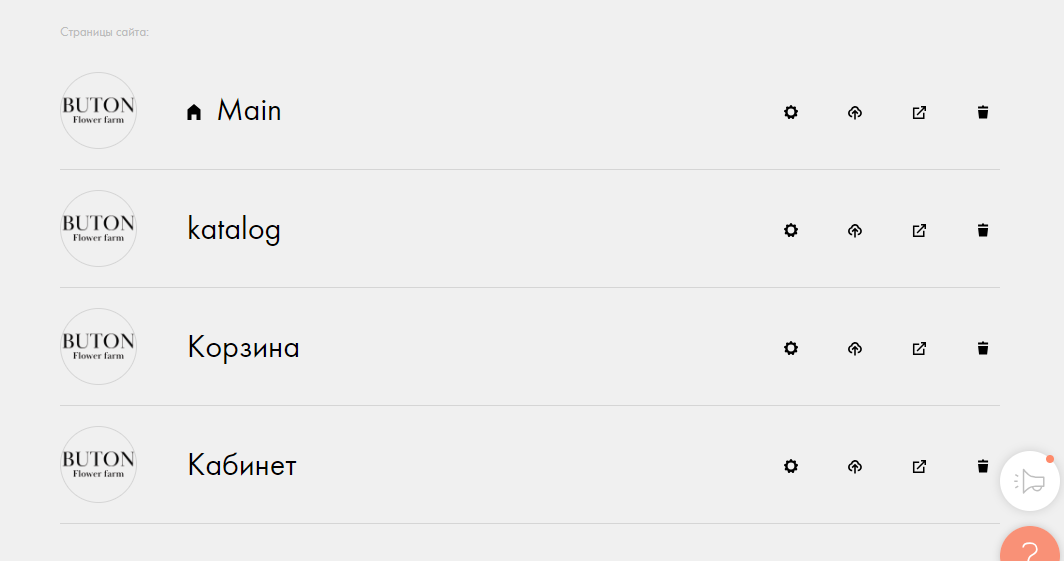 Страницы сайта:
BUTON
Flower farm
Main
BUTON
Flower farm
katalog
BUTON
Flower farm
Корзина
BUTON
Flower farm
Кабинет
?